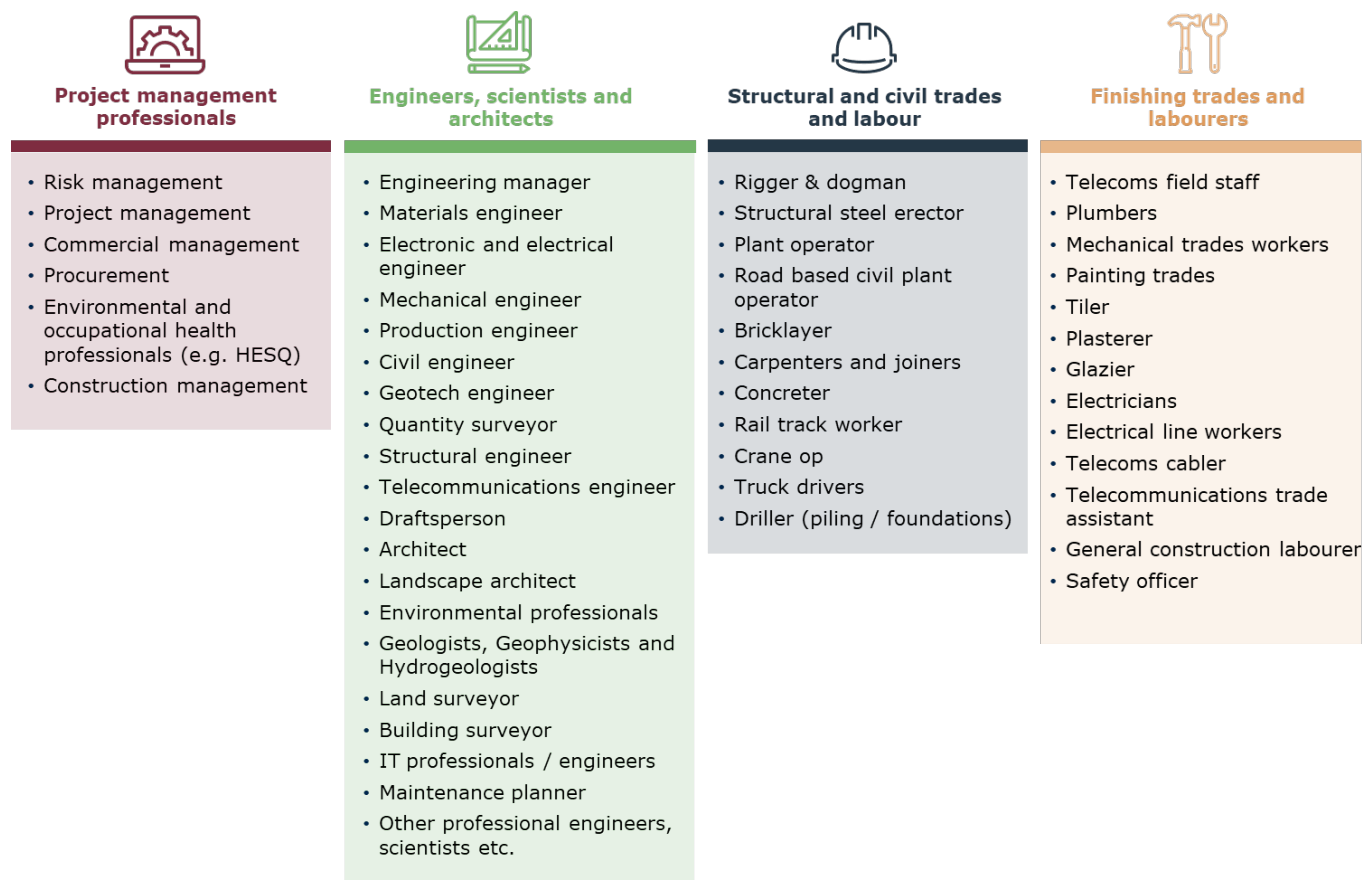 Project management
professionals
• Risk management
• Project management
• Commercial management
• Procurement
• Environmental and
occupational health
professionals (e.g. HESQ)
• Construction management
Engineers, scientists and
architects
• Engineering manager
• Materials engineer
• Electronic and electrical
engineer
• Mechanical engineer
• Production engineer
• Civil engineer
• Geotech engineer
• Quantity surveyor
• Structural engineer
• Telecommunications engineer
• Draftsperson
• Architect
• Landscape architect
• Environmental professionals
• Geologists, Geophysicists and
Hydrogeologists
• Land surveyor
• Building surveyor
• IT professionals / engineers
• Maintenance planner
• Other professional engineers,
scientists etc.
Structural and civil trades
and labour
• Rigger & dogman
• Structural steel erector
• Plant operator
• Road based civil plant
operator
• Bricklayer
• Carpenters and joiners
• Concreter
• Rail track worker
• Crane op
• Truck drivers
• Driller (piling / foundations)
Finishing trades and
labourers
• Telecoms field staff
• Plumbers
• Mechanical trades workers
• Painting trades
• Tiler
• Plasterer
• Glazier
• Electricians
• Electrical line workers
• Telecoms cabler
• Telecommunications trade
assistant
• General construction labourer
• Safety officer